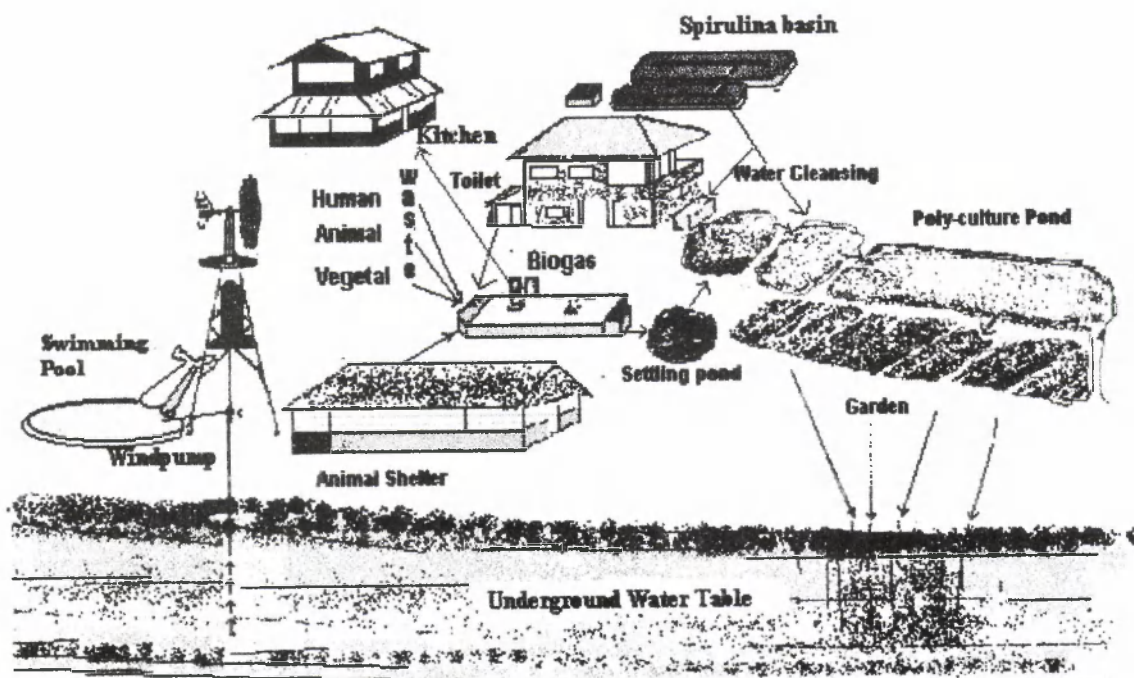 Spirulina basin
Kitchen
Toilet
Water Cleansing
Human
Animal
Vegetal
Waste
Poly-culture Pond
Biogas
Swimming
Pool
Settling pond
Garden
Windpump
Animal Shelter
Underground Water Table